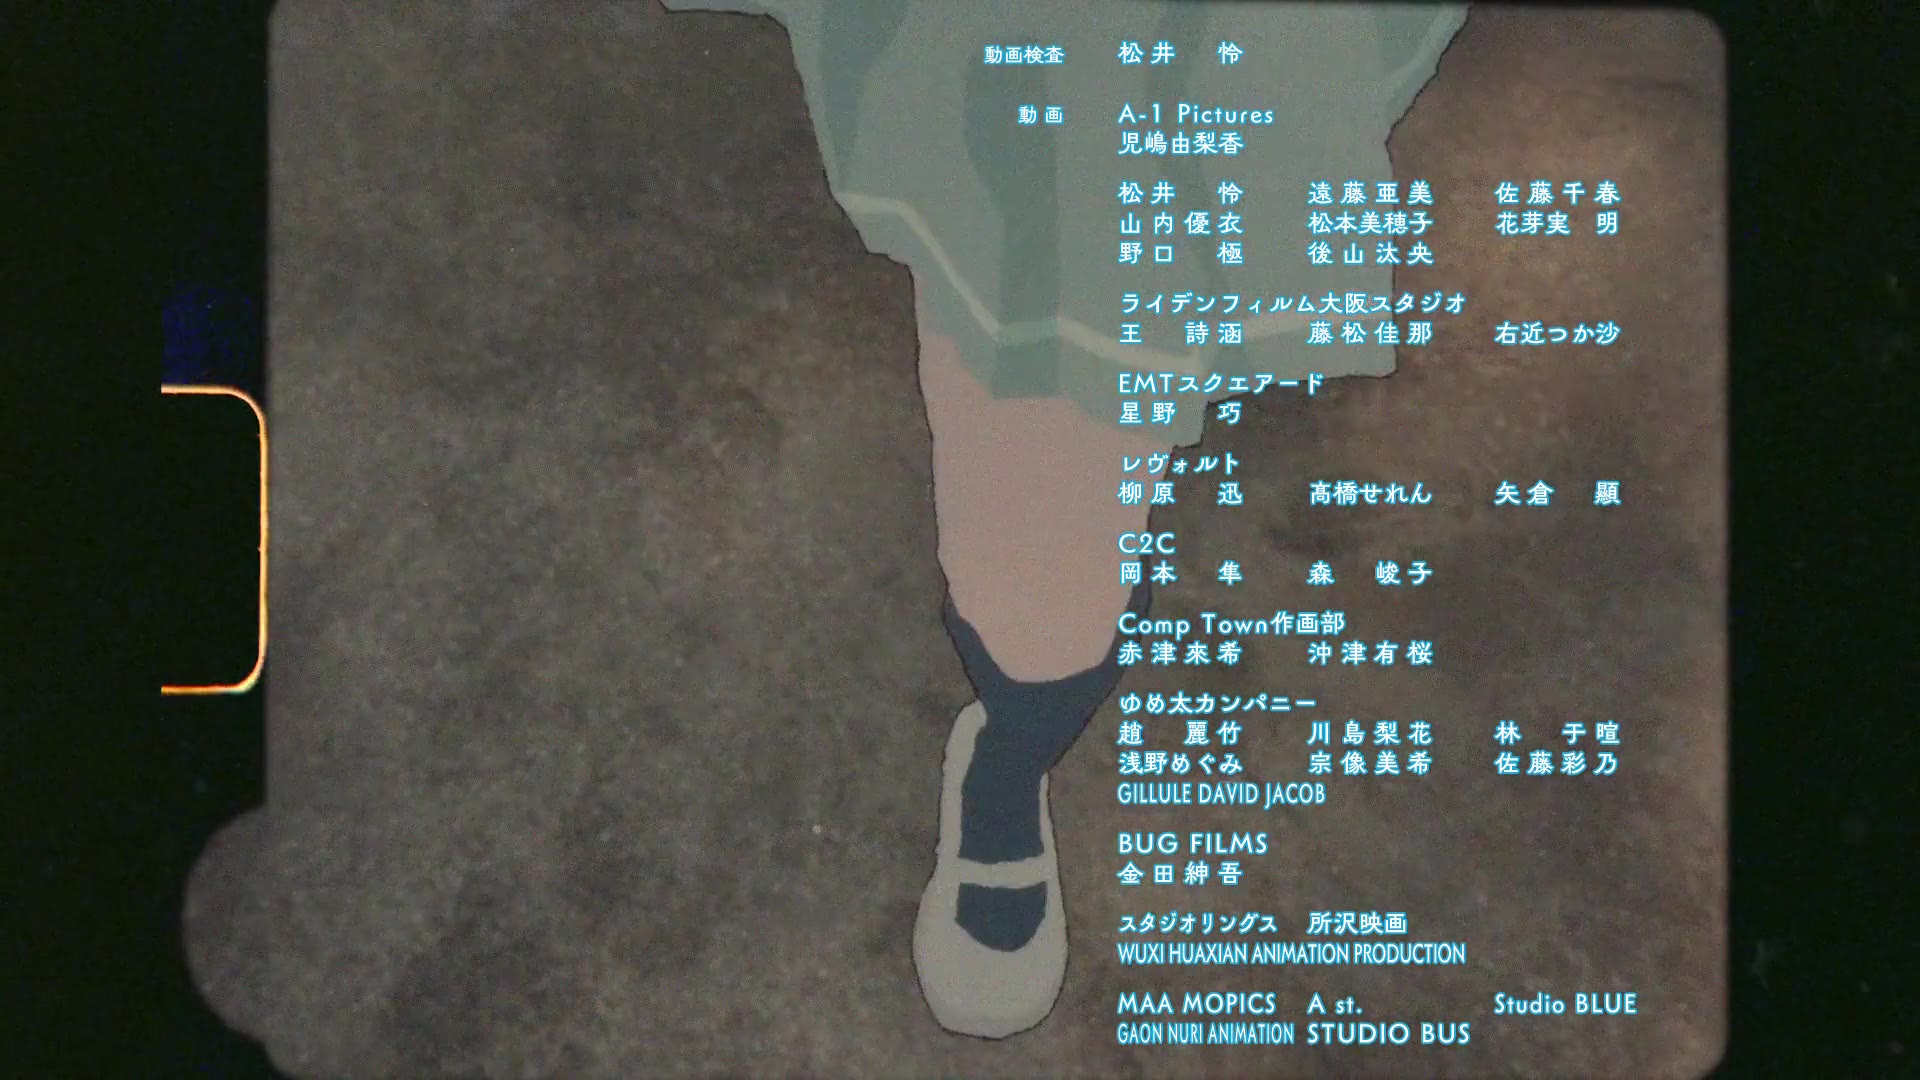 動画検査 松井 怜
動画 A-1 Pictures
児嶋由梨香
松井 怜 遠藤亜美 佐藤千春
山内優衣 松本美穂子 花芽実 明
野口 極 後山汰央
ライデンフィルム大阪スタジオ
王 詩涵 藤松佳那 右近つか沙
EMTスクエアード
星野 巧
レヴォルト
柳原 迅 髙橋せれん 矢倉 顯
C2C
岡本 隼 森 峻子
Comp Town作画部
赤津來希 沖津有桜
ゆめ太カンパニー
趙 麗竹 川島梨花 林 于暄
浅野めぐみ 宗像美希 佐藤彩乃
GILLULE DAVID JACOB
BUG FILMS
金田紳吾
スタジオリングス 所沢映画
WUXI HUAXIAN ANIMATION PRODUCTION
MAA MOPICS A st. Studio BLUE
GAON NURI ANIMATION STUDIO BUS